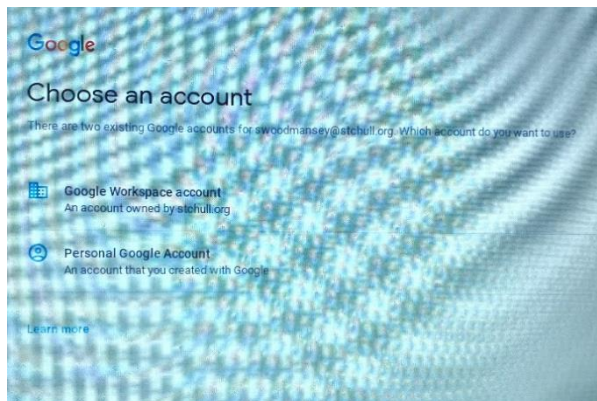 Google
Choose an account
There are two existing Google accounts for swoodmansey@stchull.org. Which account do you want to use?
Google Workspace account
An account owned by stchull.org
Personal Google Account
An account that you created with Google
Learn more